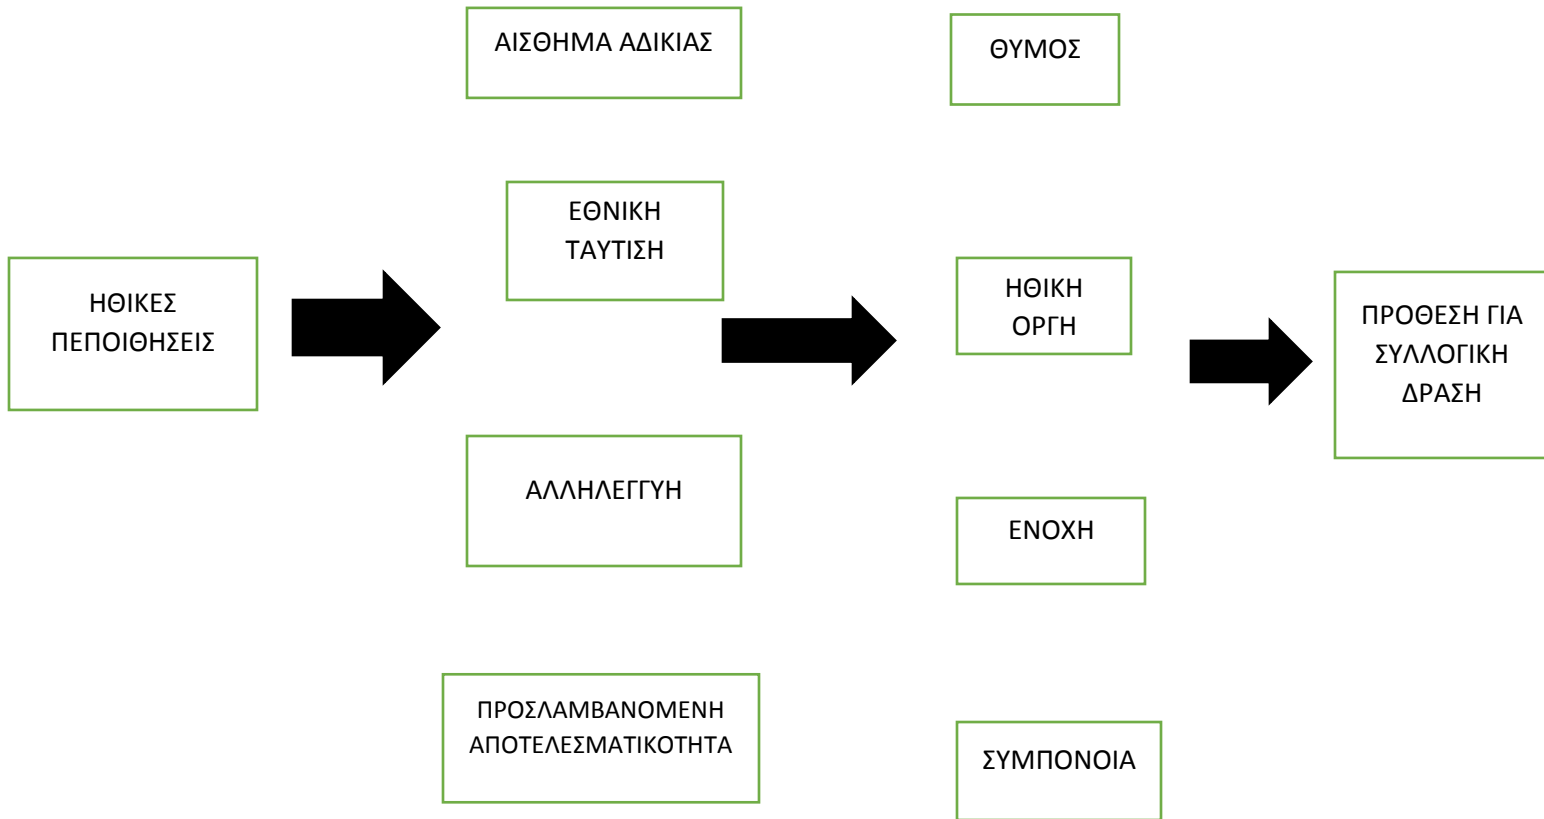 ΗΘΙΚΕΣ
ΠΕΠΟΙΘΗΣΕΙΣ
ΑΙΣΘΗΜΑ ΑΔΙΚΙΑΣ
ΕΘΝΙΚΗ
ΤΑΥΤΙΣΗ
ΑΛΛΗΛΕΓΓΥΗ
ΠΡΟΣΛΑΜΒΑΝΟΜΕΝΗ
ΑΠΟΤΕΛΕΣΜΑΤΙΚΟΤΗΤΑ
ΘΥΜΟΣ
ΗΘΙΚΗ
ΟΡΓΗ
ΕΝΟΧΗ
ΣΥΜΠΟΝΟΙΑ
ΠΡΟΘΕΣΗ ΓΙΑ
ΣΥΛΛΟΓΙΚΗ
ΔΡΑΣΗ